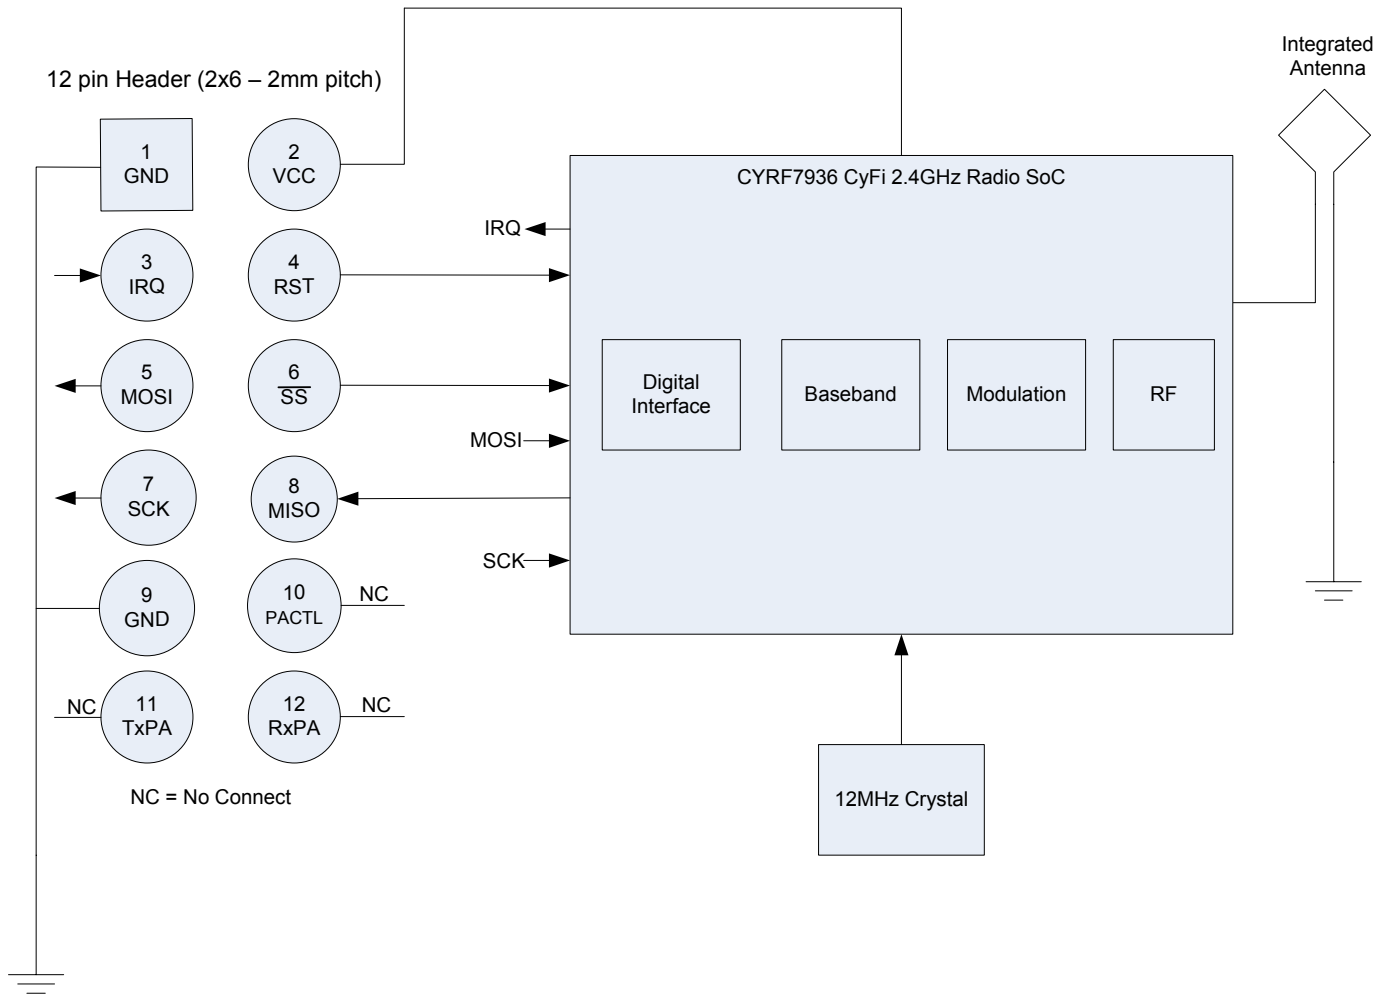 Integrated
Antenna
12 pin Header (2x6 – 2mm pitch)
1
GND
2
VCC
CYRF7936 CyFi 2.4GHz Radio SoC
IRQ
3
IRQ
4
RST
5
MOSI
6
SS
Digital
Interface
Baseband
Modulation
RF
MOSI
7
SCK
8
MISO
SCK
9
GND
10
PACTL
NC
NC
11
TxPA
12
RxPA
NC
NC = No Connect
12MHz Crystal